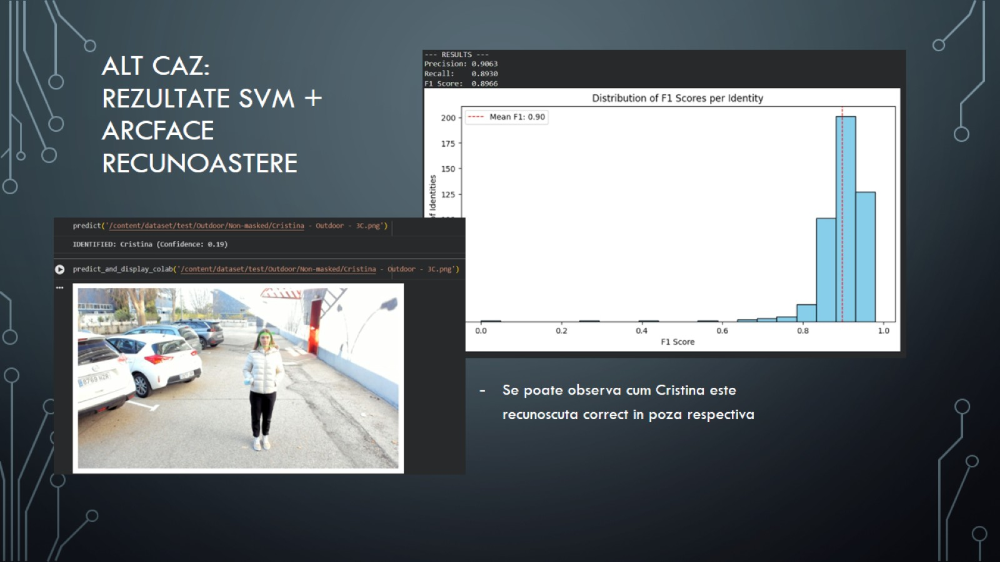 ALT CAZ:
REZULTATE SVM +
ARCFACE
RECUNOASTERE
--- RESULTS ---
Precision: 0.9063
Recall:    0.8930
F1 Score:  0.8966
Distribution of F1 Scores per Identity
Mean F1: 0.90
200
175
150
125
of Identities
0.0 0.2 0.4 0.6 0.8 1.0
F1 Score
predict('/content/dataset/test/Outdoor/Non-masked/Cristina - Outdoor - 3C.png')
IDENTIFIED: Cristina (Confidence: 0.19)
predict_and_display_colab('/content/dataset/test/Outdoor/Non-masked/Cristina - Outdoor - 3C.png')
8769 HZR
- Se poate observa cum Cristina este
recunoscuta correct in poza respectiva